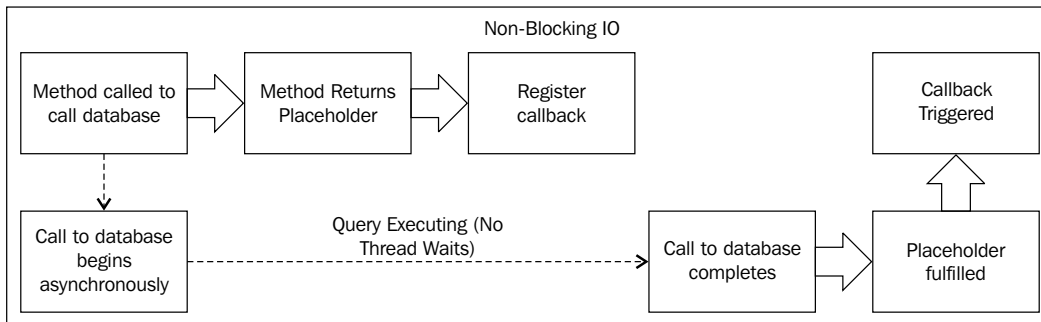 Non-Blocking IO
Method called to
call database
Method Returns
Placeholder
Register
callback
Callback
Triggered
Call to database
begins
asynchronously
Query Executing (No
Thread Waits)
Call to database
completes
Placeholder
fulfilled